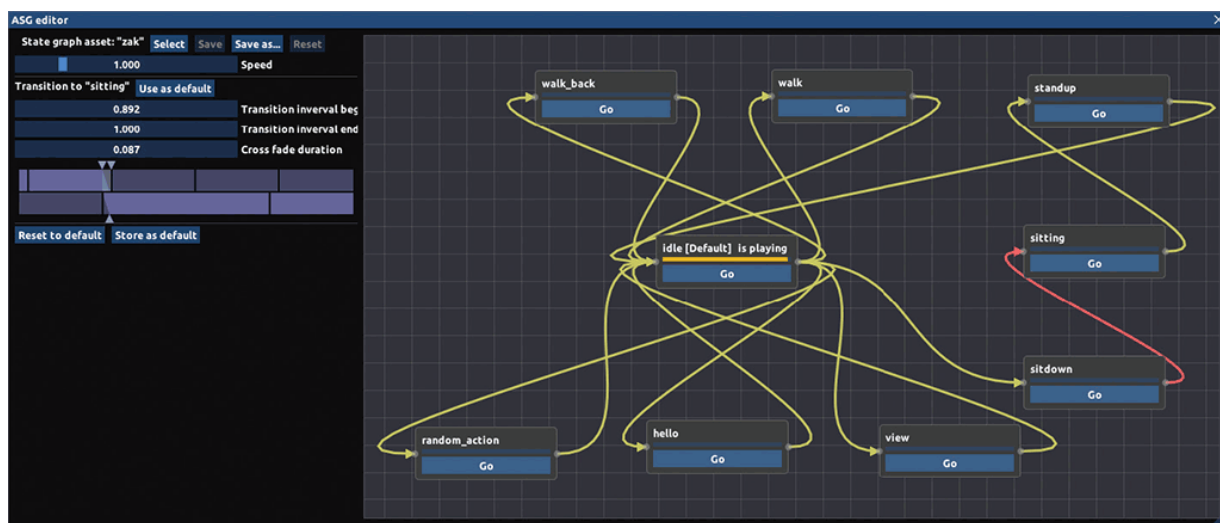 ASG editor
State graph asset: "zak" Select Save Save as... Reset
1.000 Speed
Transition to "sitting" Use as default
0.892 Transition inverval beg
1.000 Transition inverval end
0.087 Cross fade duration
Reset to default Store as default
walk_back
Go
walk
Go
standup
Go
idle [Default] is playing
Go
sitting
Go
sitdown
Go
random_action
Go
hello
Go
view
Go